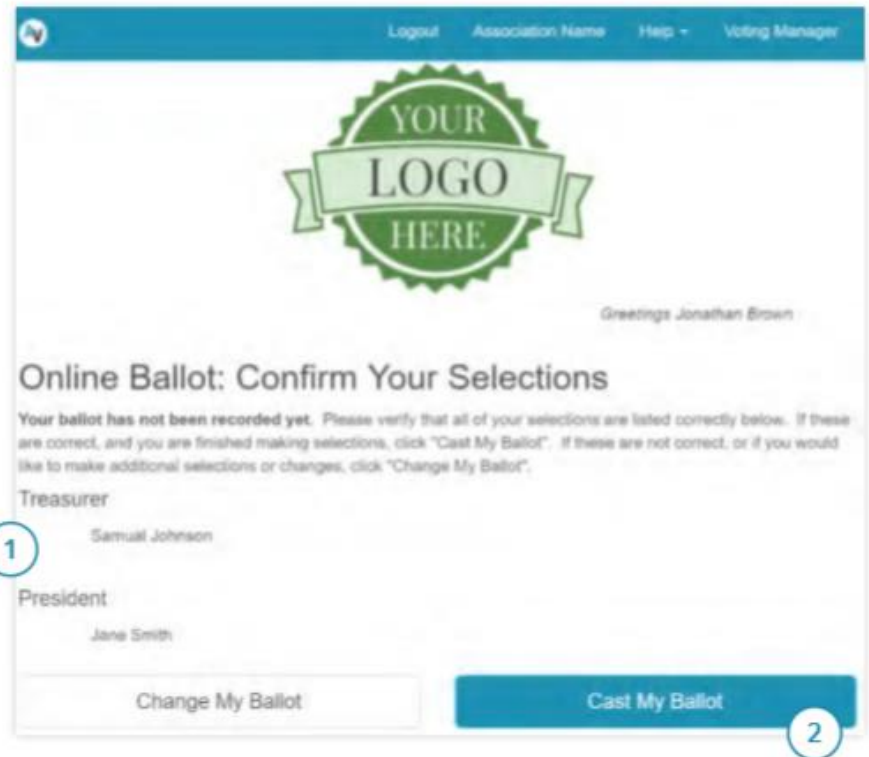 Logout Association Name Help Voting Manager
YOUR
LOGO
HERE
Greetings Jonathan Brown
Online Ballot: Confirm Your Selections
Your ballot has not been recorded yet. Please verify that all of your selections are listed correctly below. If these
are correct, and you are finished making selections, click "Cast My Ballot". If these are not correct, or if you would
like to make additional selections or changes, click "Change My Ballot".
Treasurer
Samual Johnson
1
President
Jane Smith
Change My Ballot Cast My Ballot
2